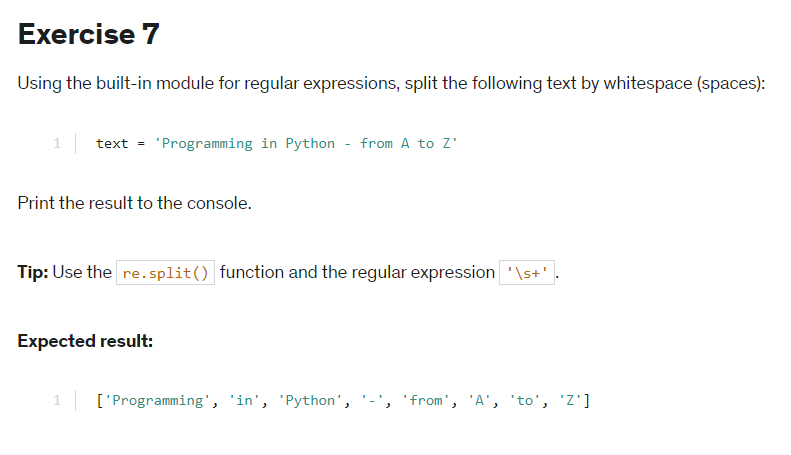 Exercise 7
Using the built-in module for regular expressions, split the following text by whitespace (spaces):
1 text = 'Programming in Python - from A to Z'
Print the result to the console.
Tip: Use the re.split() function and the regular expression '\s+'.
Expected result:
1 ['Programming', 'in', 'Python', '-', 'from', 'A', 'to', 'Z']